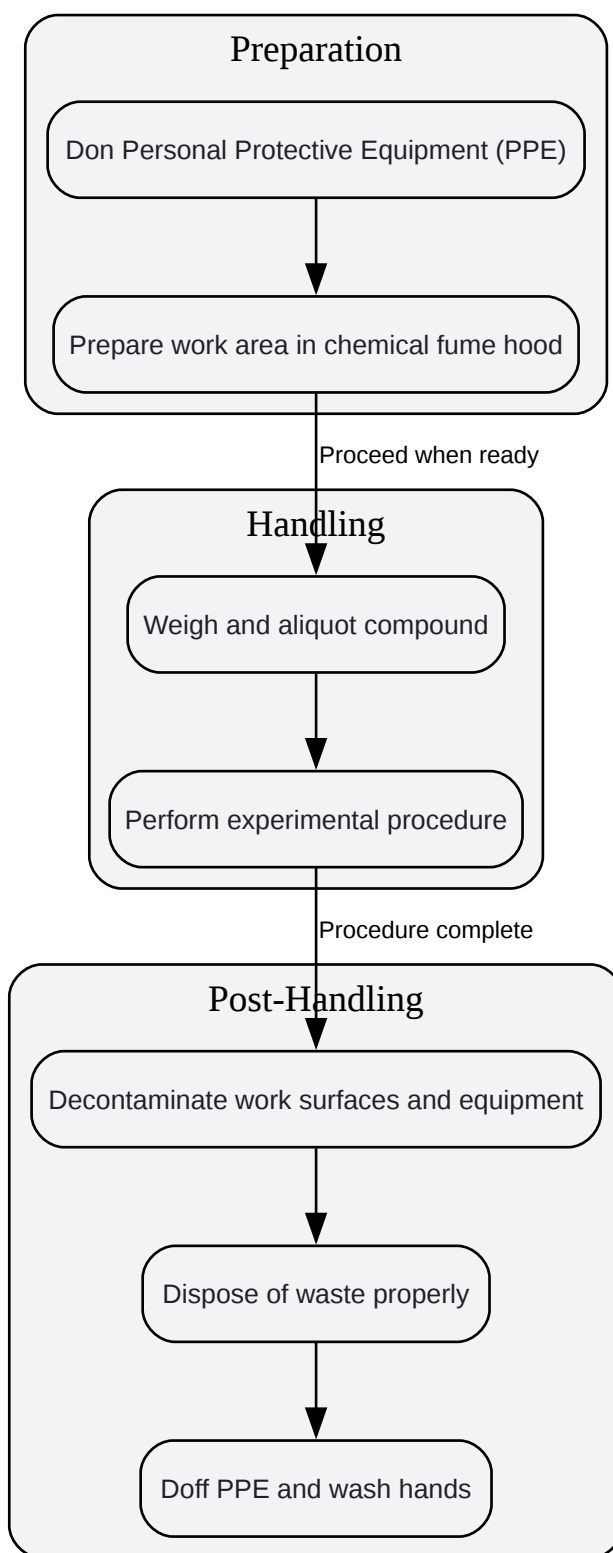 Preparation
Don Personal Protective Equipment (PPE)
Prepare work area in chemical fume hood
Proceed when ready
Handling
Weigh and aliquot compound
Perform experimental procedure
Procedure complete
Post-Handling
Decontaminate work surfaces and equipment
Dispose of waste properly
Doff PPE and wash hands